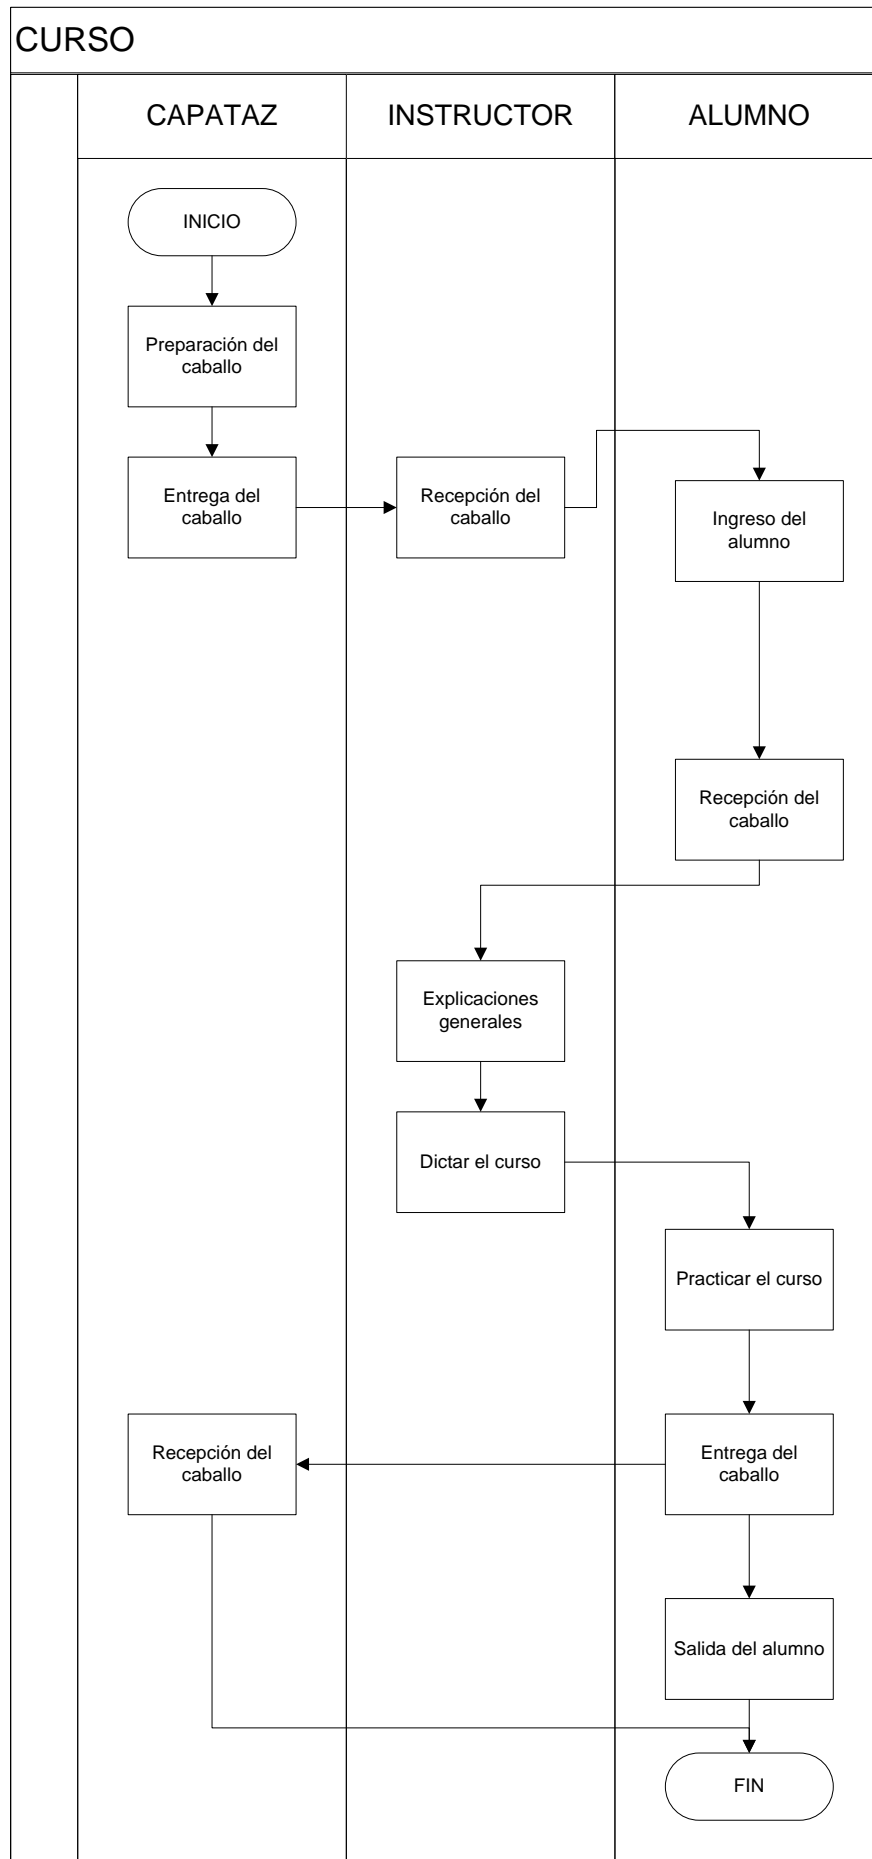 CURSO
CAPATAZ
INSTRUCTOR
ALUMNO
INICIO
Preparación del
caballo
Entrega del
caballo
Recepción del
caballo
Ingreso del
alumno
Recepción del
caballo
Explicaciones
generales
Dictar el curso
Practicar el curso
Recepción del
caballo
Entrega del
caballo
Salida del alumno
FIN